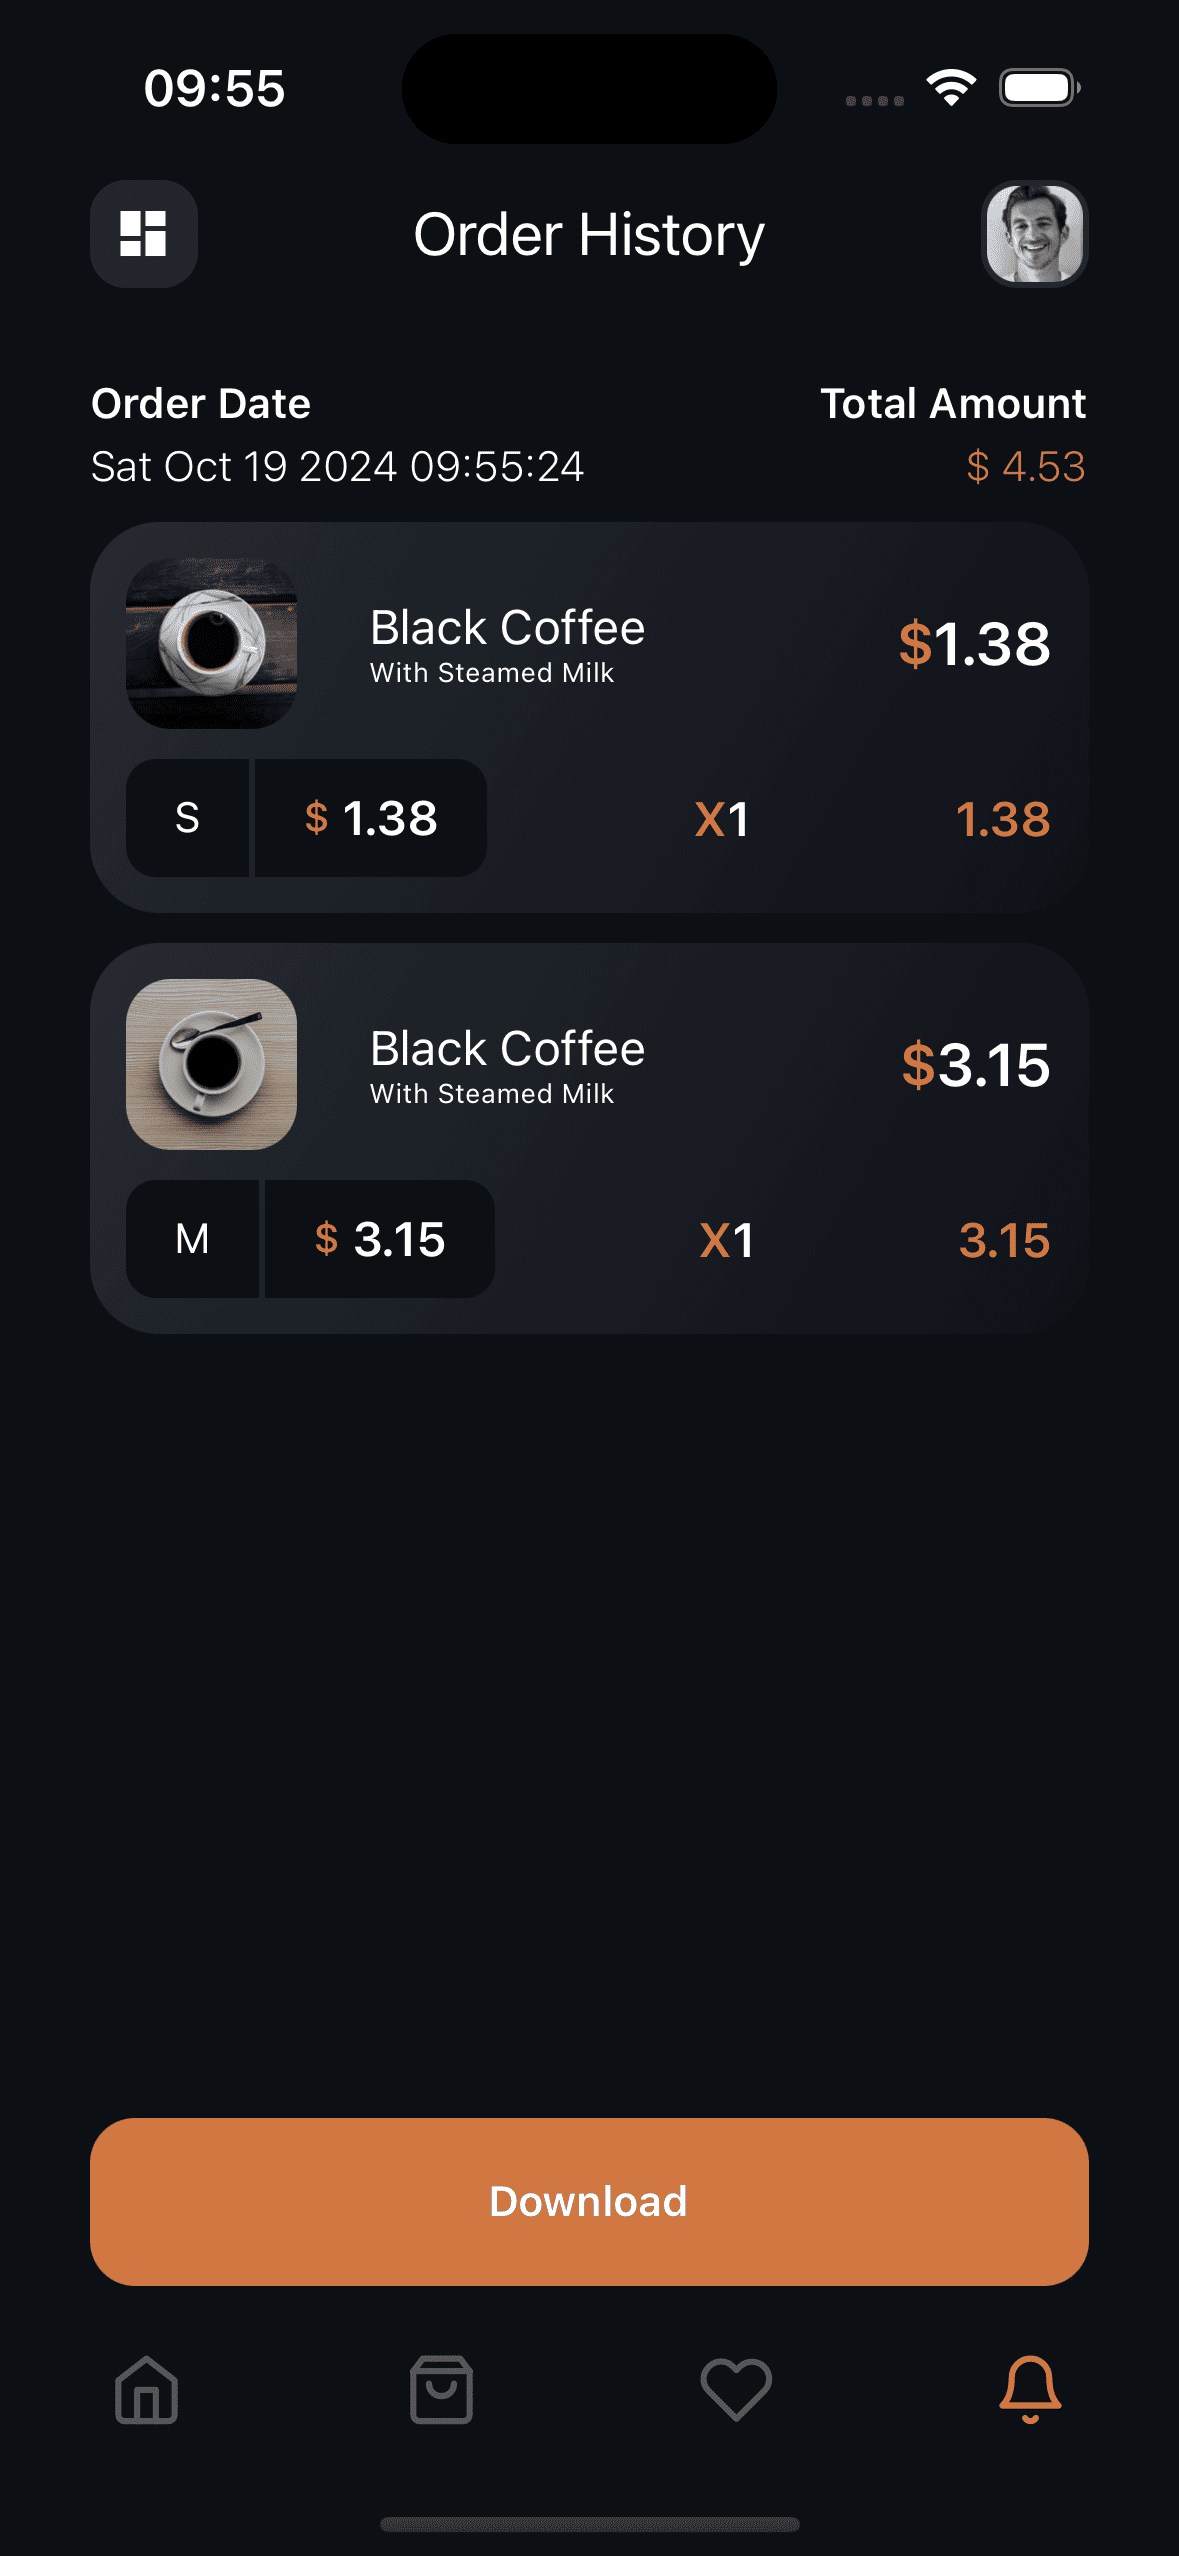 09:55
Order History
Order Date Total Amount
Sat Oct 19 2024 09:55:24 $ 4.53
Black Coffee
With Steamed Milk
$1.38
S $ 1.38 X1 1.38
Black Coffee
With Steamed Milk
$3.15
M $ 3.15 X1 3.15
Download